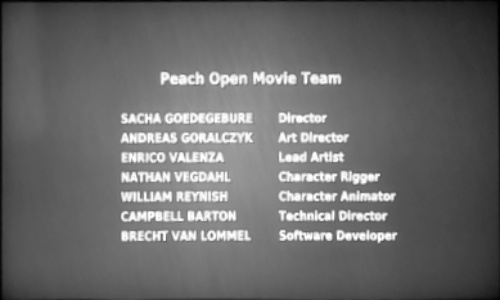 Peach Open Movie Team
SACHA GOEDEGEBURE Director
ANDREAS GORALCZYK Art Director
ENRICO VALENZA Lead Artist
NATHAN VEGDAHL Character Rigger
WILLIAM REYNISH Character Animator
CAMPBELL BARTON Technical Director
BRECHT VAN LOMMEL Software Developer